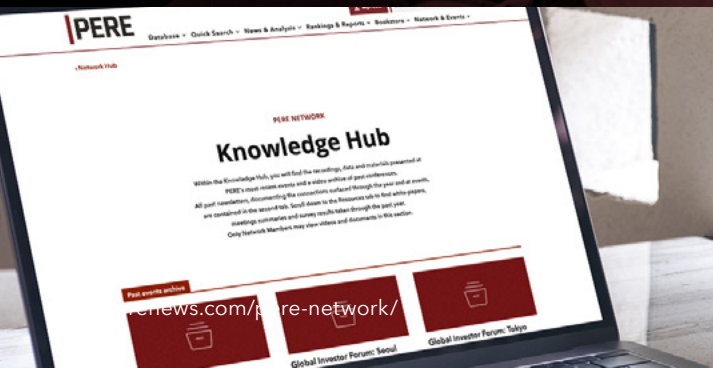 PERE
Database Quick Search News & Analysis Rankings & Reports Bookstore Network & Events
‹ Network Hub
PERE NETWORK
Knowledge Hub
Within the Knowledge Hub, you will find the recordings, data and materials presented at
PERE's most recent events and a video archive of past conferences.
All past newsletters, documenting the connections surfaced through the year and at events,
are contained in the second tab. Scroll down to the Resources tab to find white-papers,
meetings summaries and survey results taken through the past year.
Only Network Members may view videos and documents in this section.
Past events archive
renews.com/pere-network/
Global Investor Forum: Seoul
Global Investor Forum: Tokyo